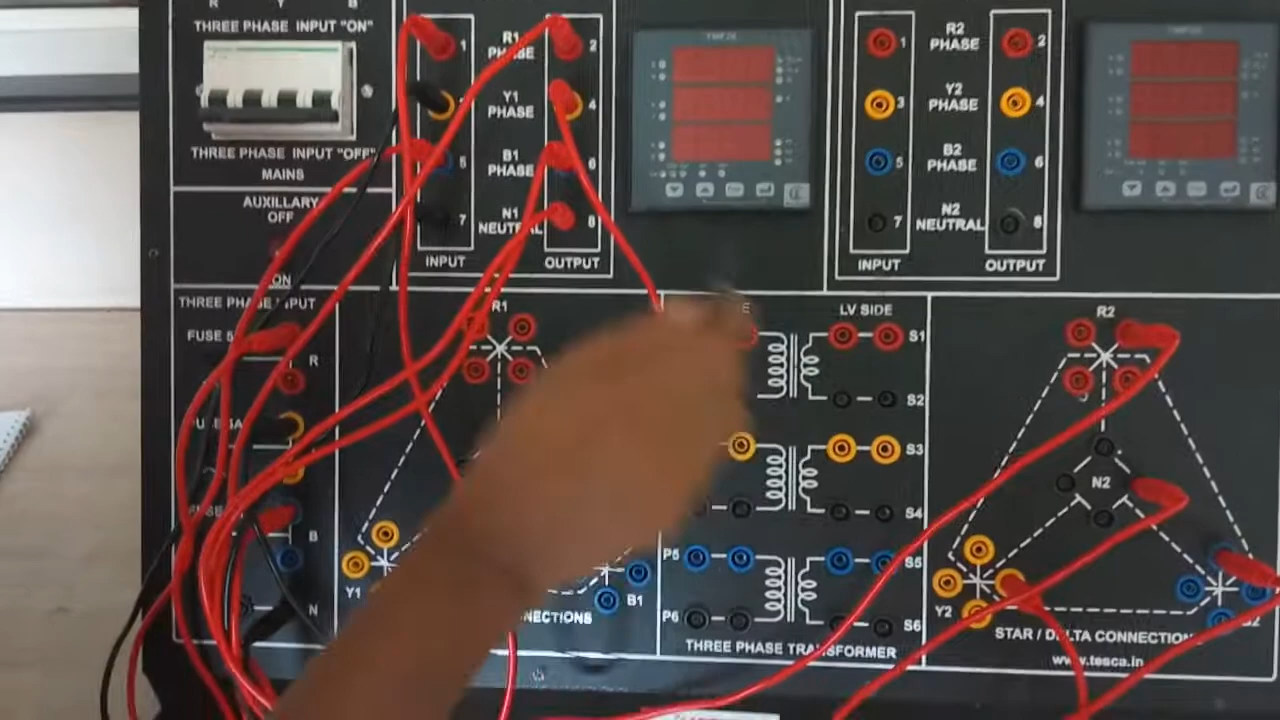 R Y B
THREE PHASE INPUT "ON"
THREE PHASE INPUT "OFF"
MAINS
AUXILLARY
OFF
ON
THREE PHASE INPUT
FUSE
R
B
N
1
R1
PHASE
2
Y1
PHASE
4
5
B1
PHASE
6
7
N1
NEUTRAL
8
INPUT
OUTPUT
1
R2
PHASE
2
3
Y2
PHASE
4
5
B2
PHASE
6
7
N2
NEUTRAL
8
INPUT
OUTPUT
R1
Y1
B1
LV SIDE
S1
S2
S3
S4
P5
S5
P6
S6
THREE PHASE TRANSFORMER
R2
N2
Y2
STAR / DELTA CONNECTION
www.tesca.in